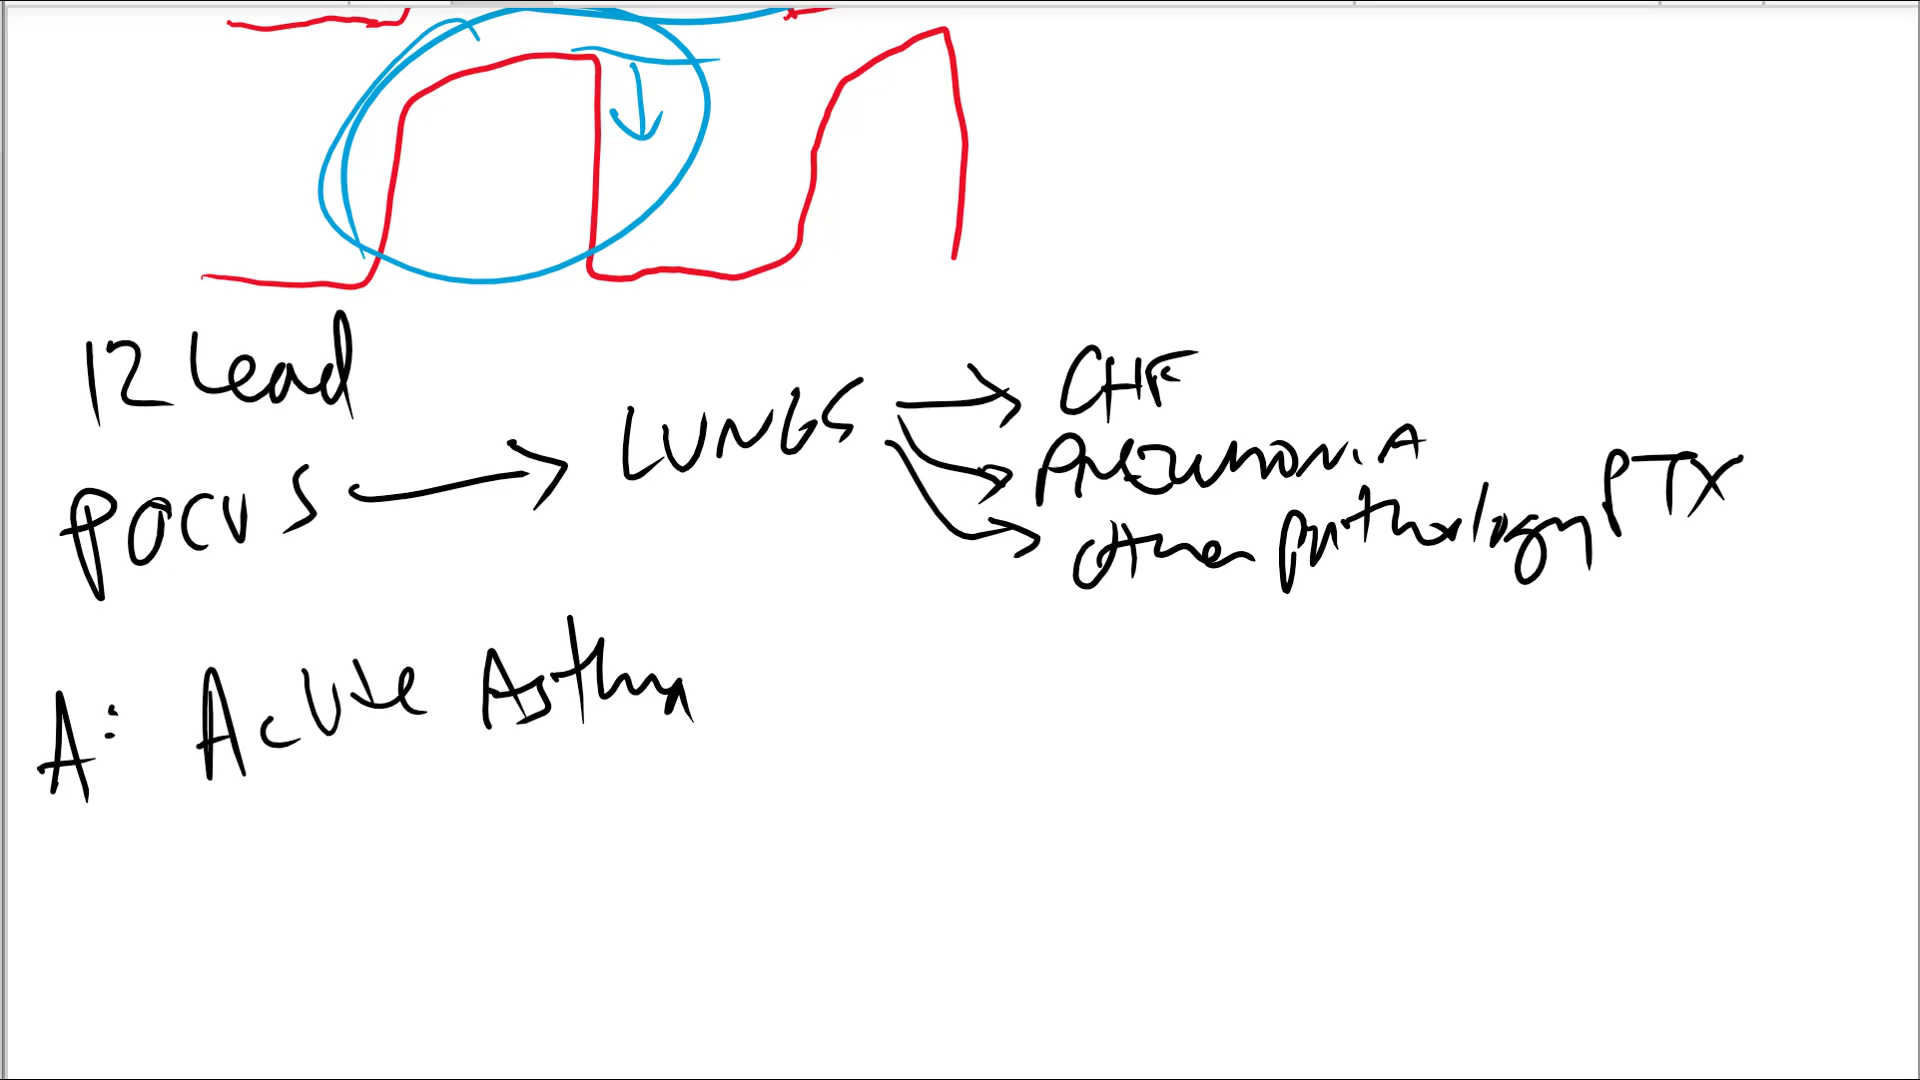 12 Lead
POCUS → LUNGS → CHF
→ PNEUMONIA
→ Other pathology PTX
A: Acute Asthma